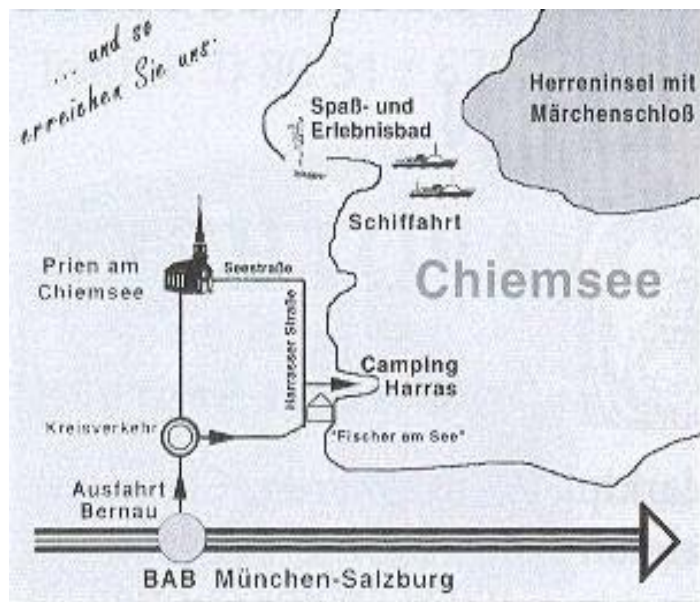 ... und so
erreichen Sie uns:
Herreninsel mit
Märchenschloß
Spaß- und
Erlebnisbad
Schiffahrt
Prien am
Chiemsee
Seestraße
Chiemsee
Harrasser Straße
Camping
Harras
Kreisverkehr
"Fischer am See"
Ausfahrt
Bernau
BAB München-Salzburg